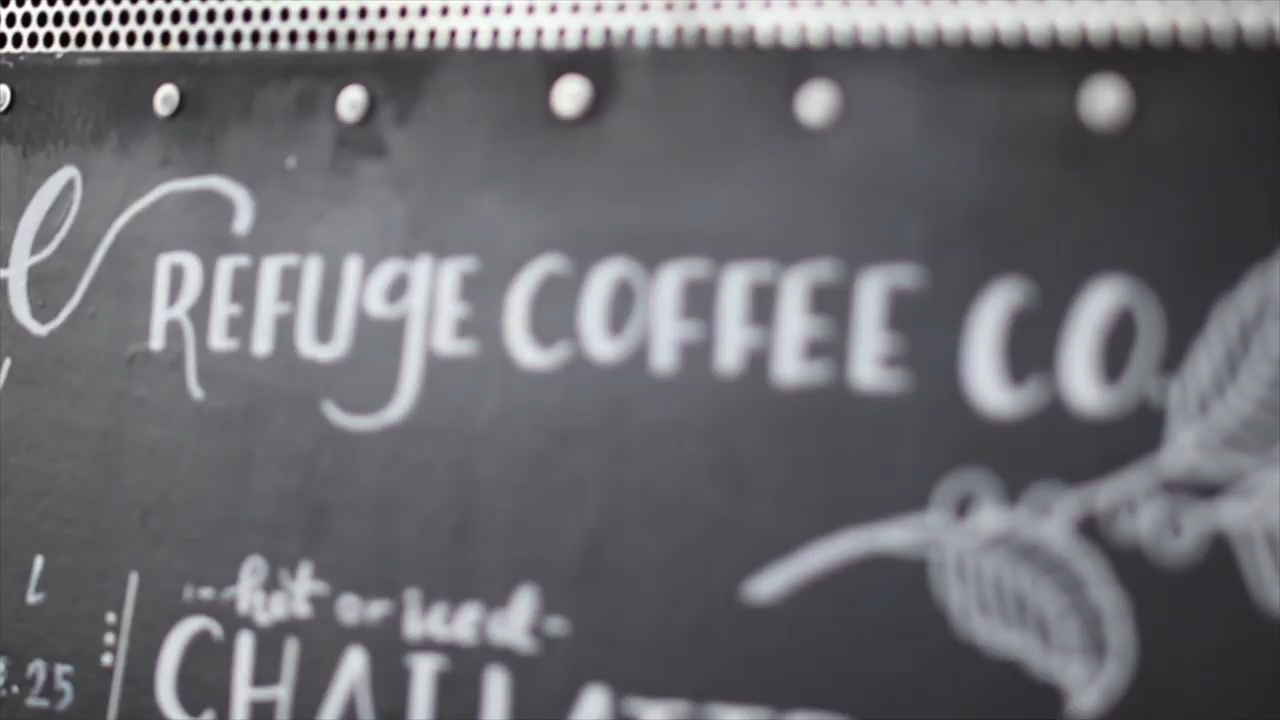 REFUgE COFFEE CO.
L
-hot or iced-
CHAI LATTE
.25